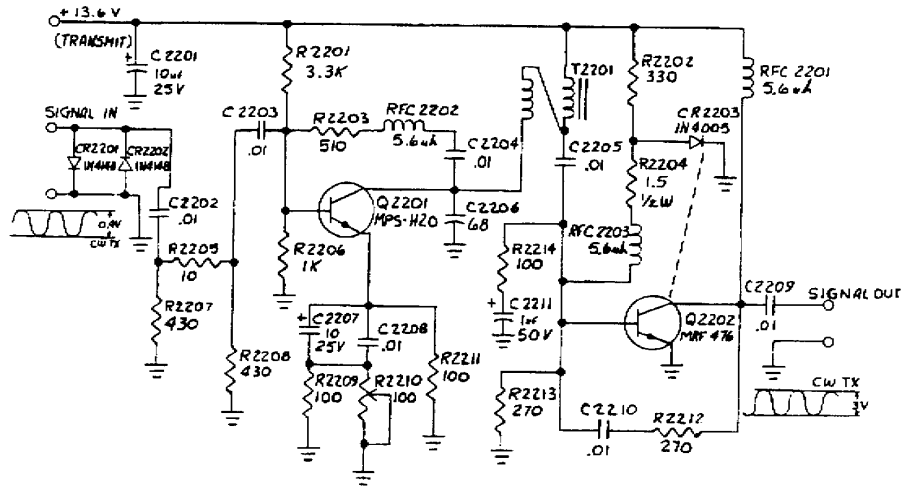 + 13.6 V
(TRANSMIT)
+
C2201
10uf
25V
SIGNAL IN
CR2201
1N4148
CR2202
1N4148
C2202
.01
0.4V
CW TX
R2205
10
R2207
430
R2208
430
C2203
.01
R2201
3.3K
R2203
510
RFC 2202
5.6uh
C2204
.01
Q2201
MPS-H20
C2206
68
R2206
1K
+
C2207
10
25V
C2208
.01
R2209
100
R2210
100
R2211
100
T2201
C2205
.01
R2202
330
CR2203
1N4005
RFC 2201
5.6uh
R2204
1.5
½W
RFC 2203
5.6uh
R2214
100
+
C2211
1uf
50V
Q2202
MRF 476
C2209
.01
SIGNAL OUT
R2213
270
C2210
.01
R2212
270
CW TX
3V